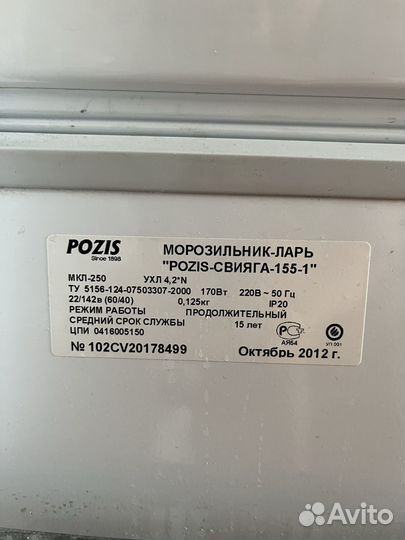 POZIS
Since 1898
МОРОЗИЛЬНИК-ЛАРЬ
"POZIS-СВИЯГА-155-1"
МКЛ-250 УХЛ 4,2*N
ТУ 5156-124-07503307-2000 170Вт 220В ~ 50 Гц
22/142в (60/40) 0,125кг IP20
РЕЖИМ РАБОТЫ ПРОДОЛЖИТЕЛЬНЫЙ
СРЕДНИЙ СРОК СЛУЖБЫ 15 лет
ЦПИ 0416005150
АЯ64
УП 001
№ 102CV20178499 Октябрь 2012 г.
Avito